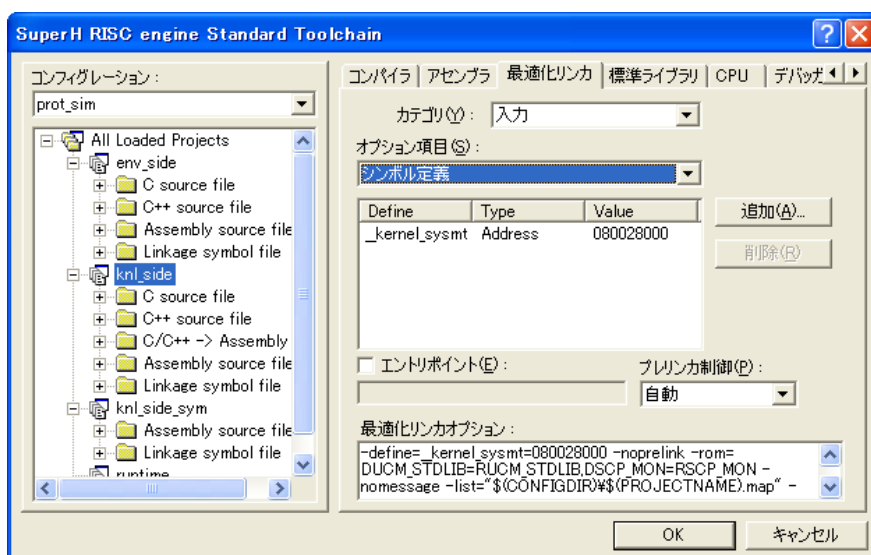 SuperH RISC engine Standard Toolchain
コンフィグレーション :
prot_sim
All Loaded Projects
env_side
C source file
C++ source file
Assembly source file
Linkage symbol file
knl_side
C source file
C++ source file
C/C++ -> Assembly
Assembly source file
Linkage symbol file
knl_side_sym
Assembly source file
Linkage symbol file
runtime
コンパイラ アセンブラ 最適化リンカ 標準ライブラリ CPU デバッガ
カテゴリ(Y) : 入力
オプション項目(S) :
シンボル定義
Define Type Value
_kernel_sysmt Address 080028000
追加(A)...
削除(R)
エントリポイント(E) :
プレリンカ制御(P) :
自動
最適化リンカオプション :
-define=_kernel_sysmt=080028000 -noprelink -rom=
DUCM_STDLIB=RUCM_STDLIB,DSCP_MON=RSCP_MON -
nomessage -list="$(CONFIGDIR)¥$(PROJECTNAME).map" -
OK キャンセル